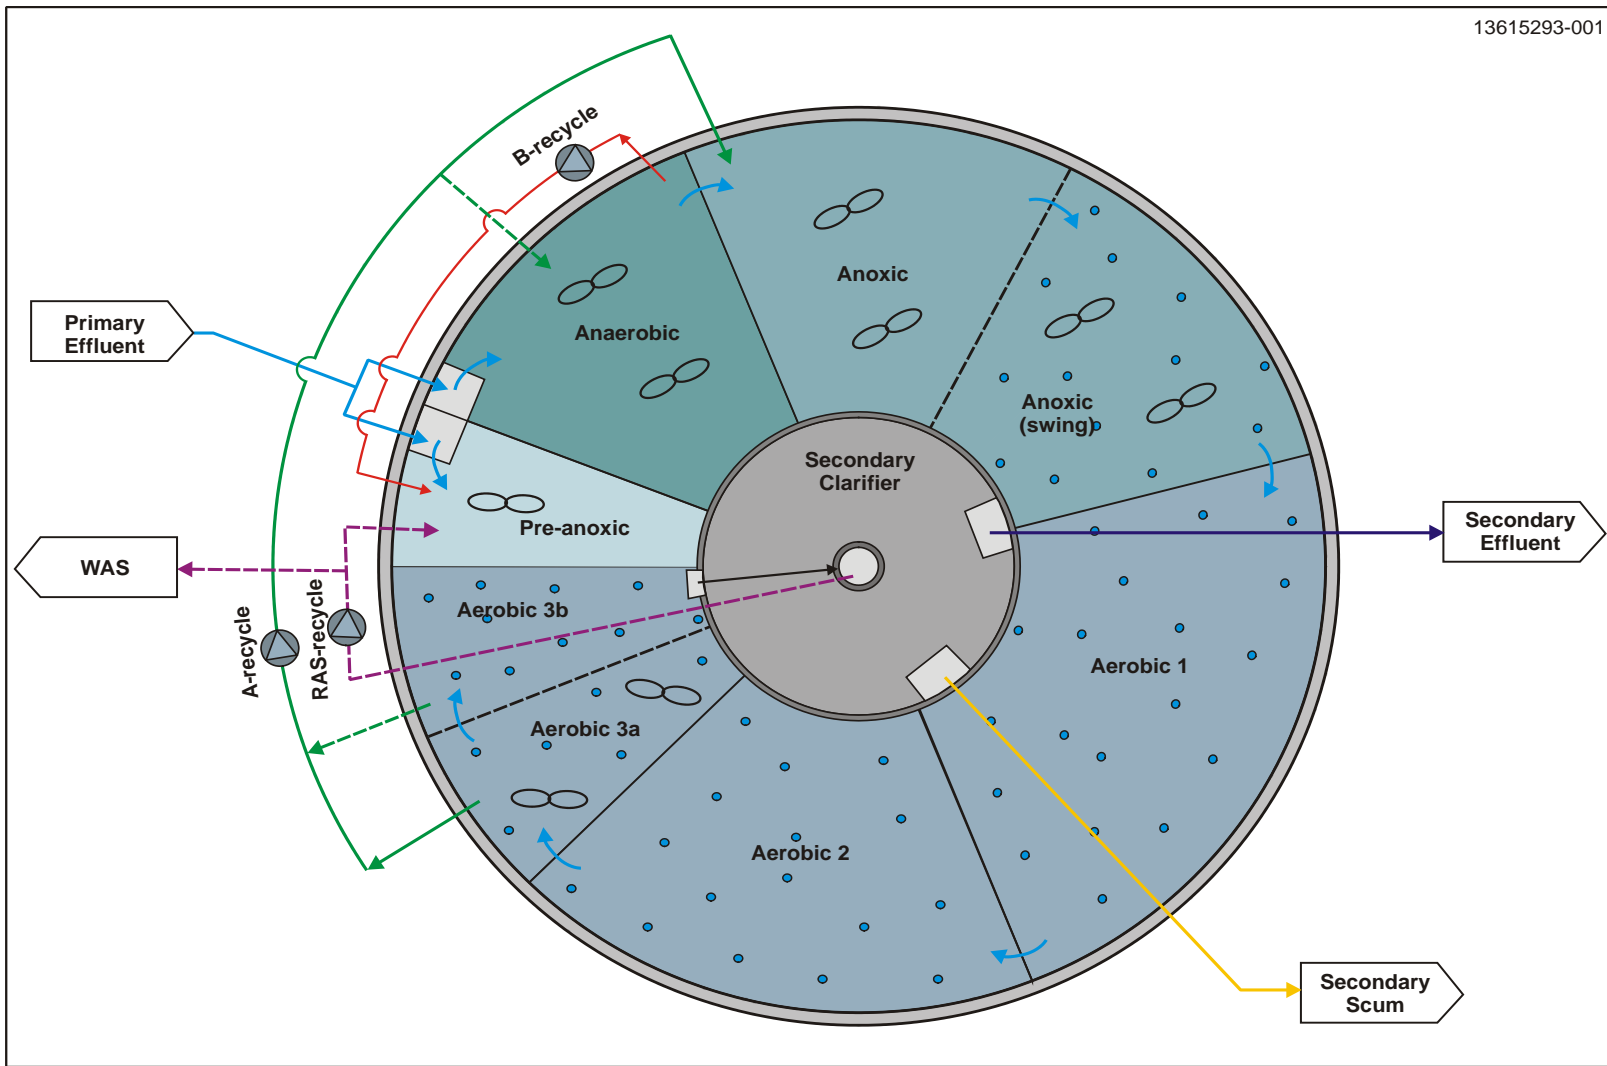 13615293-001
B-recycle
Anoxic
Primary
Effluent
Anaerobic
Anoxic
(swing)
Secondary
Clarifier
Pre-anoxic
Secondary
Effluent
WAS
Aerobic 3b
A-recycle
RAS-recycle
Aerobic 1
Aerobic 3a
Aerobic 2
Secondary
Scum